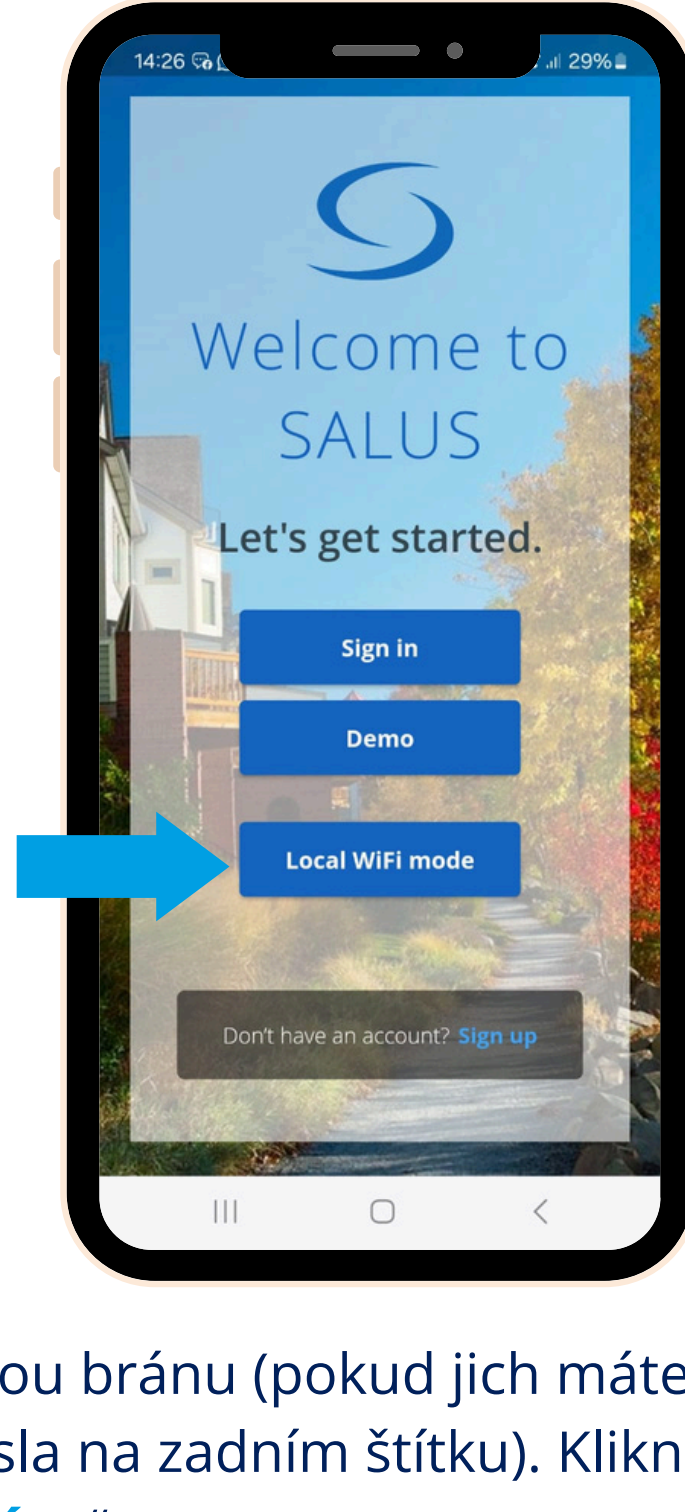 14:26 29%
Welcome to
SALUS
Let's get started.
Sign in
Demo
Local WiFi mode
Don't have an account? Sign up
ou bránu (pokud jich máte
sla na zadním štítku). Klikn